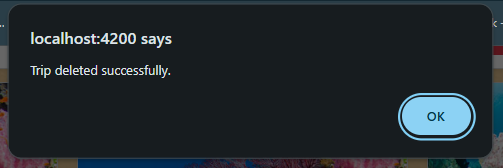 localhost:4200 says
Trip deleted successfully.
OK